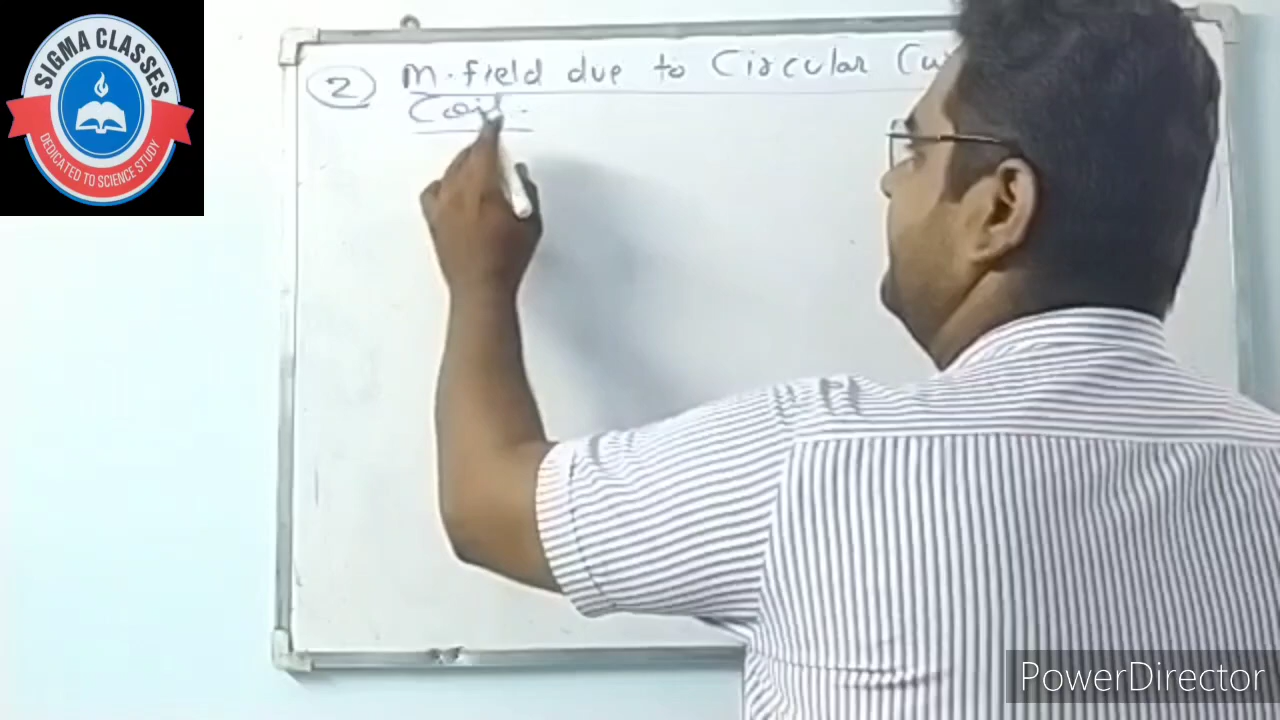 SIGMA CLASSES
DEDICATED TO SCIENCE STUDY
2 M. field due to Circular
Coil.
PowerDirector